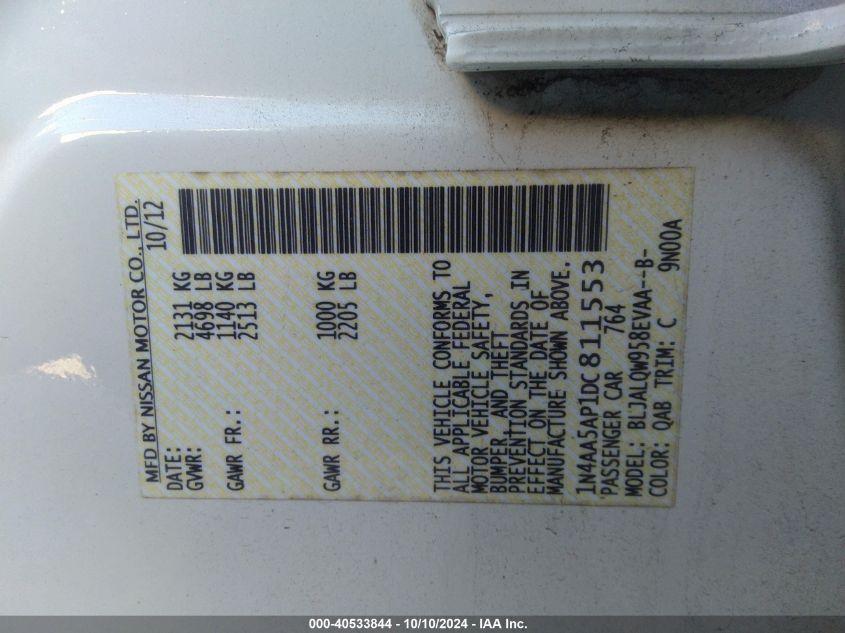 MFD BY NISSAN MOTOR CO., LTD.
DATE: 10/12
GVWR: 2131 KG
4698 LB
GAWR FR.: 1140 KG
2513 LB
GAWR RR.: 1000 KG
2205 LB
THIS VEHICLE CONFORMS TO
ALL APPLICABLE FEDERAL
MOTOR VEHICLE SAFETY,
BUMPER, AND THEFT
PREVENTION STANDARDS IN
EFFECT ON THE DATE OF
MANUFACTURE SHOWN ABOVE.
1N4AA5AP1DC811553
PASSENGER CAR 764
MODEL: BLJALQW958EVAA--B-
COLOR: QAB TRIM: C 9N00A
000-40533844 - 10/10/2024 - IAA Inc.